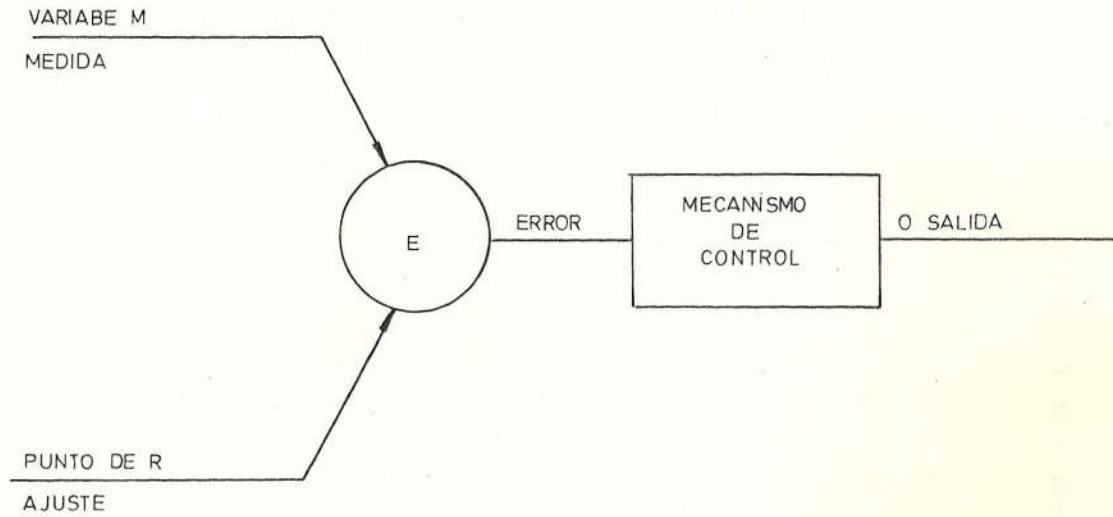 VARIABE M
MEDIDA
E
ERROR
MECANISMO
DE
CONTROL
O SALIDA
PUNTO DE R
AJUSTE